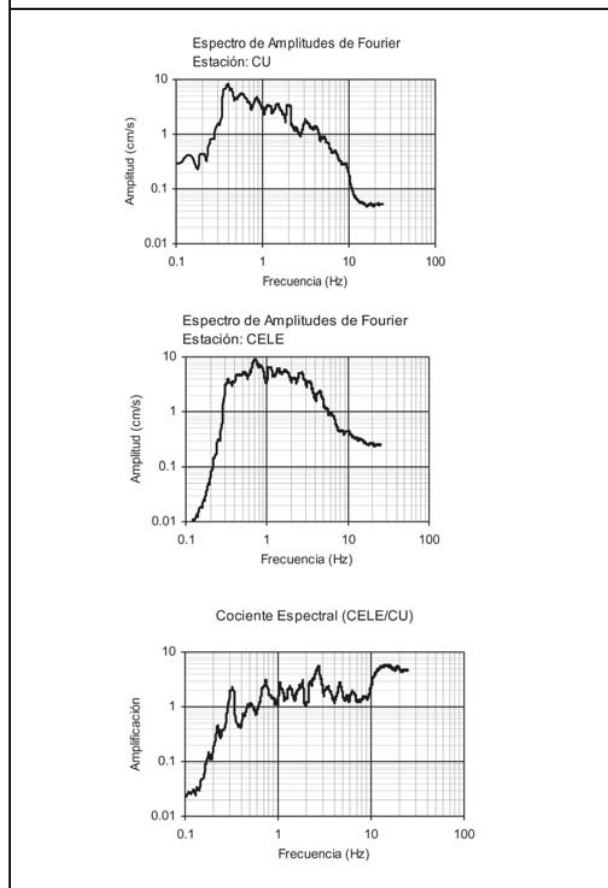 Espectro de Amplitudes de Fourier
Estación: CU
10
1
0.1
0.01
Amplitud (cm/s)
0.1 1 10 100
Frecuencia (Hz)
Espectro de Amplitudes de Fourier
Estación: CELE
10
1
0.1
0.01
Amplitud (cm/s)
0.1 1 10 100
Frecuencia (Hz)
Cociente Espectral (CELE/CU)
10
1
0.1
0.01
Amplificación
0.1 1 10 100
Frecuencia (Hz)